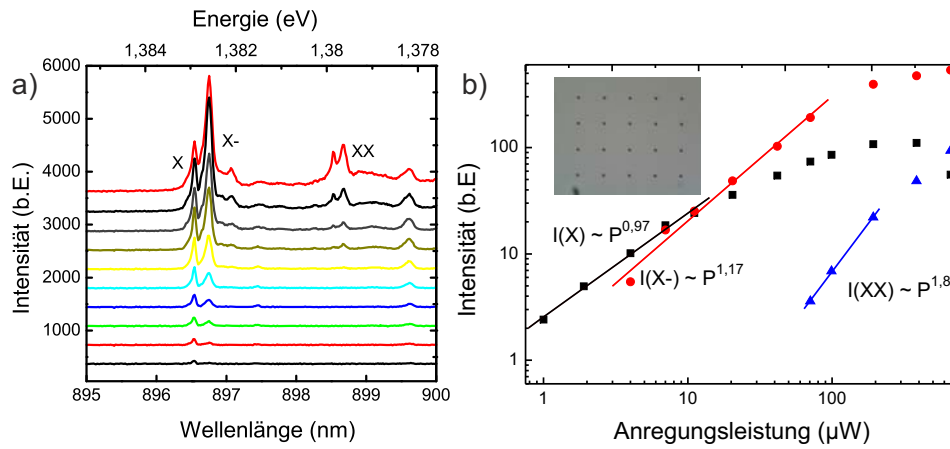 a)
Energie (eV)
1,384 1,382 1,38 1,378
Intensität (b.E.)
6000
5000
4000
3000
2000
1000
X X- XX
895 896 897 898 899 900
Wellenlänge (nm)
b)
Intensität (b.E)
100
10
1
I(X) ~ P^0,97
I(X-) ~ P^1,17
I(XX) ~ P^1,8
1 10 100
Anregungsleistung (µW)